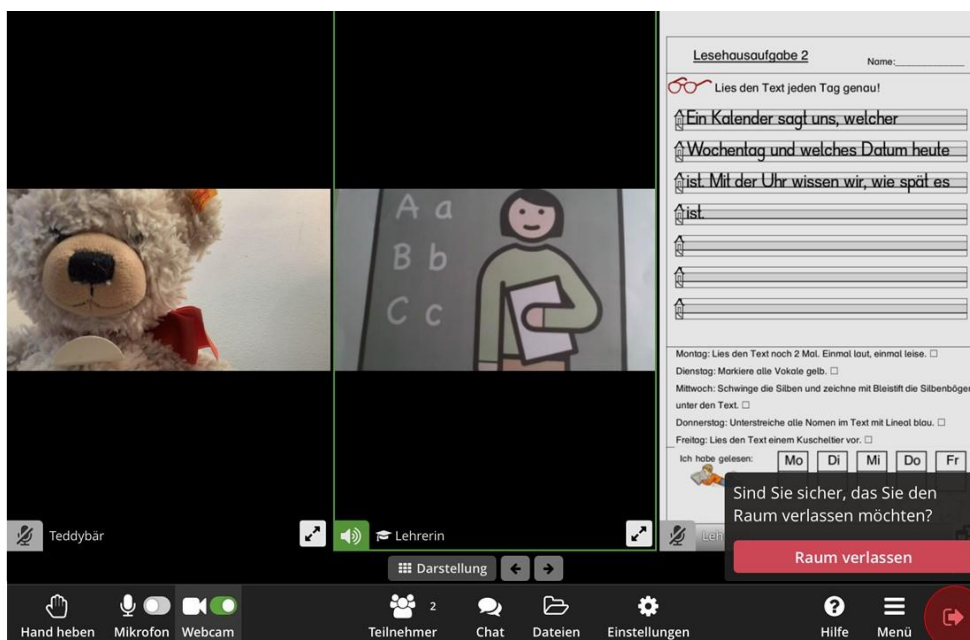 Lesehausaufgabe 2
Name:
Lies den Text jeden Tag genau!
Ein Kalender sagt uns, welcher
Wochentag und welches Datum heute
ist. Mit der Uhr wissen wir, wie spät es
ist.
Montag: Lies den Text noch 2 Mal. Einmal laut, einmal leise. ☐
Dienstag: Markiere alle Vokale gelb. ☐
Mittwoch: Schwinge die Silben und zeichne mit Bleistift die Silbenböge
unter den Text. ☐
Donnerstag: Unterstreiche alle Nomen im Text mit Lineal blau. ☐
Freitag: Lies den Text einem Kuscheltier vor. ☐
Ich habe gelesen: Mo Di Mi Do Fr
A a
B b
C c
Teddybär
Lehrerin
Leh
Sind Sie sicher, das Sie den
Raum verlassen möchten?
Raum verlassen
Darstellung
Hand heben Mikrofon Webcam Teilnehmer 2 Chat Dateien Einstellungen Hilfe Menü